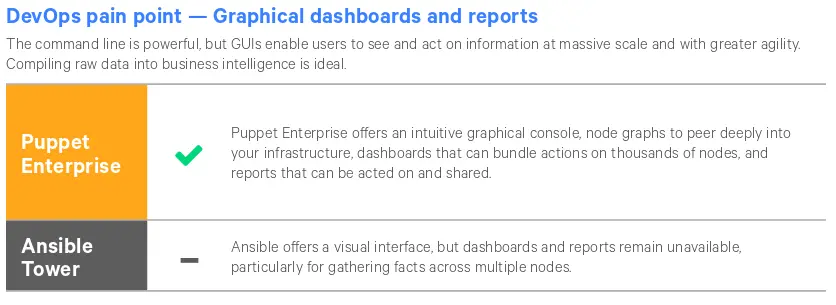 DevOps pain point — Graphical dashboards and reports
The command line is powerful, but GUIs enable users to see and act on information at massive scale and with greater agility.
Compiling raw data into business intelligence is ideal.
Puppet
Enterprise
Puppet Enterprise offers an intuitive graphical console, node graphs to peer deeply into
your infrastructure, dashboards that can bundle actions on thousands of nodes, and
reports that can be acted on and shared.
Ansible
Tower
Ansible offers a visual interface, but dashboards and reports remain unavailable,
particularly for gathering facts across multiple nodes.